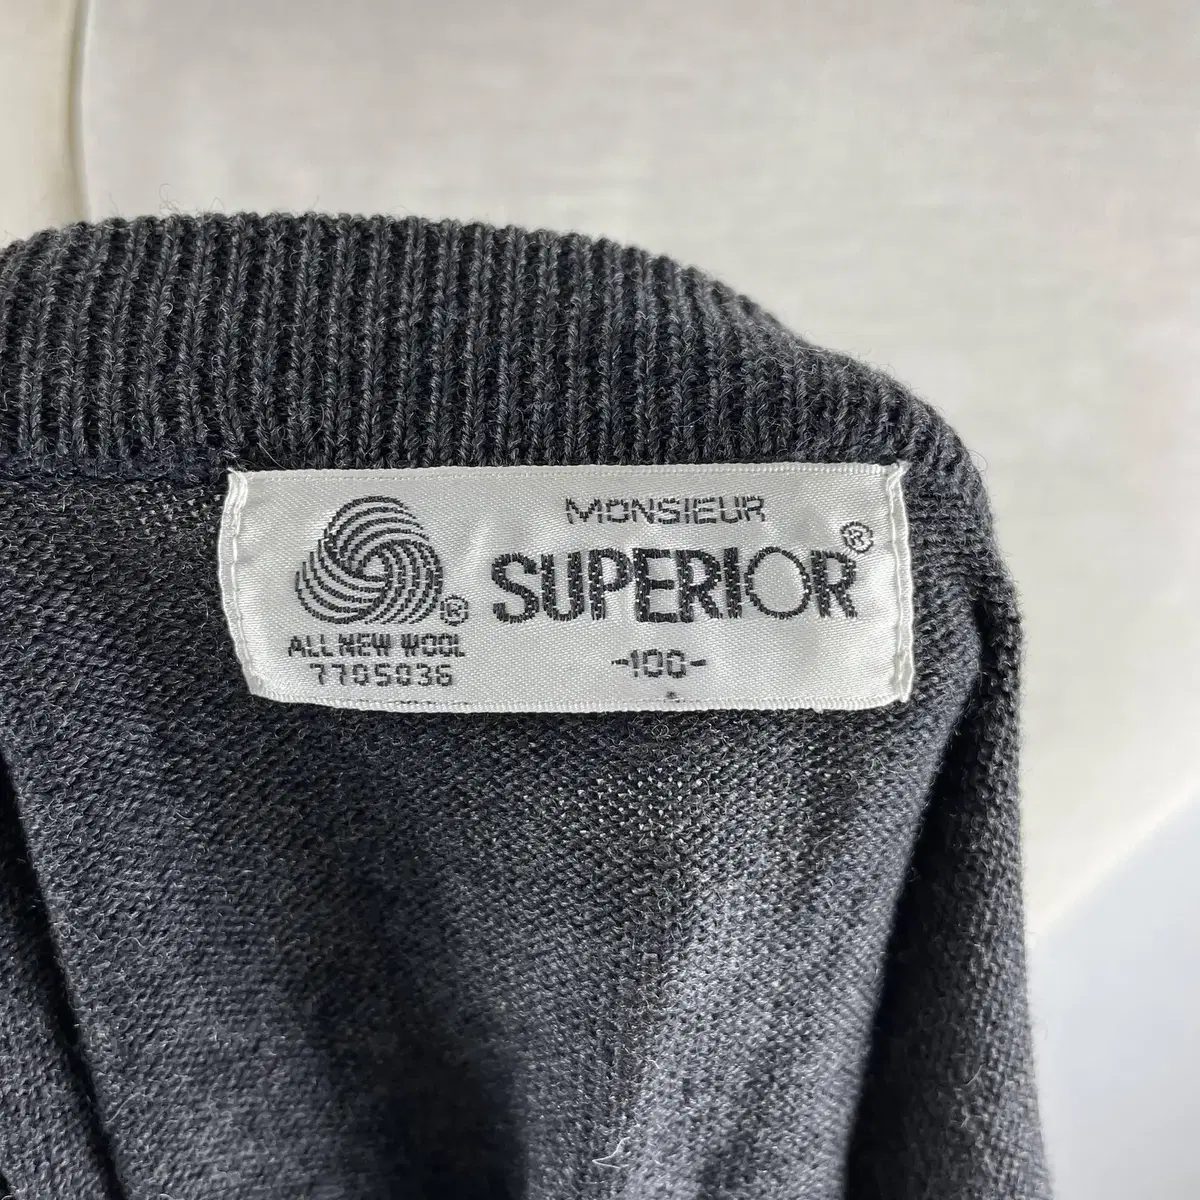 MONSIEUR
SUPERIOR®
®
ALL NEW WOOL
7705036
-100-